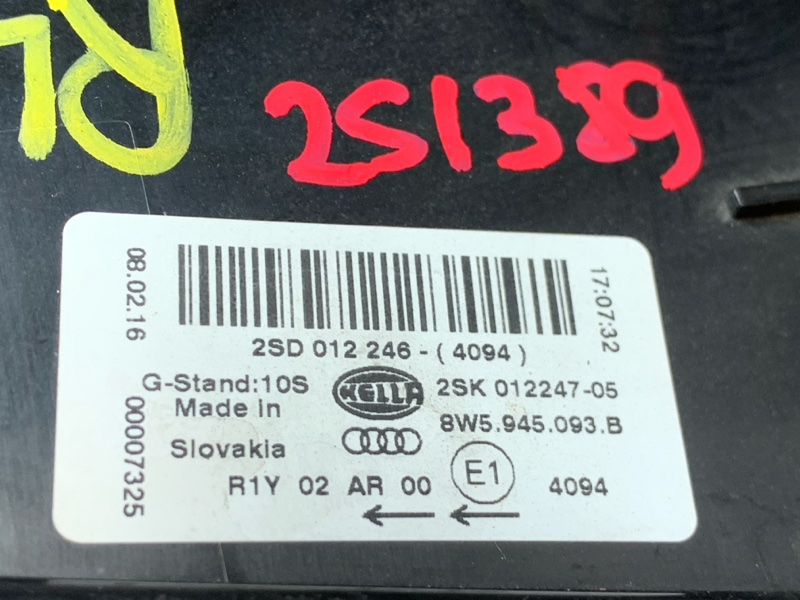 251389
08.02.16
17:07:32
2SD 012 246 - ( 4094 )
G-Stand:10S
HELLA
2SK 012247-05
Made in
8W5.945.093.B
Slovakia
00007325
R1Y 02 AR 00
E1
4094